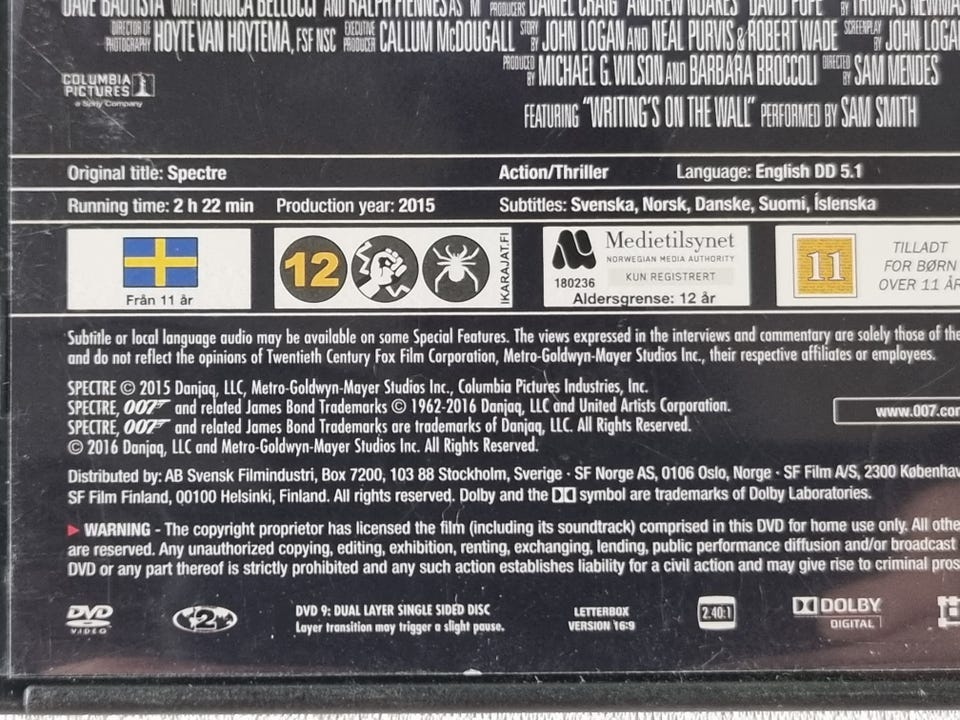 DAVE BAUTISTA WITH MONICA BELLUCCI AND RALPH FIENNES AS 'M' PRODUCERS DANIEL CRAIG ANDREW NOAKES DAVID POPE BY THOMAS NEWMA
DIRECTOR OF PHOTOGRAPHY HOYTE VAN HOYTEMA, FSF NSC EXECUTIVE PRODUCER CALLUM McDOUGALL STORY BY JOHN LOGAN AND NEAL PURVIS & ROBERT WADE SCREENPLAY BY JOHN LOGA
PRODUCED BY MICHAEL G. WILSON AND BARBARA BROCCOLI DIRECTED BY SAM MENDES
COLUMBIA
PICTURES
a Sony Company
FEATURING "WRITING'S ON THE WALL" PERFORMED BY SAM SMITH
Original title: Spectre Action/Thriller Language: English DD 5.1
Running time: 2 h 22 min Production year: 2015 Subtitles: Svenska, Norsk, Danske, Suomi, Íslenska
Från 11 år
12
IKARAJAT.FI
Medietilsynet
NORWEGIAN MEDIA AUTHORITY
180236 KUN REGISTRERT
Aldersgrense: 12 år
11
TILLADT
FOR BØRN
OVER 11 ÅR
Subtitle or local language audio may be available on some Special Features. The views expressed in the interviews and commentary are solely those of the
and do not reflect the opinions of Twentieth Century Fox Film Corporation, Metro-Goldwyn-Mayer Studios Inc., their respective affiliates or employees.
SPECTRE © 2015 Danjaq, LLC, Metro-Goldwyn-Mayer Studios Inc., Columbia Pictures Industries, Inc.
SPECTRE, 007 and related James Bond Trademarks © 1962-2016 Danjaq, LLC and United Artists Corporation.
SPECTRE, 007 and related James Bond Trademarks are trademarks of Danjaq, LLC. All Rights Reserved.
© 2016 Danjaq, LLC and Metro-Goldwyn-Mayer Studios Inc. All Rights Reserved.
www.007.com
Distributed by: AB Svensk Filmindustri, Box 7200, 103 88 Stockholm, Sverige · SF Norge AS, 0106 Oslo, Norge · SF Film A/S, 2300 Københav
SF Film Finland, 00100 Helsinki, Finland. All rights reserved. Dolby and the symbol are trademarks of Dolby Laboratories.
► WARNING - The copyright proprietor has licensed the film (including its soundtrack) comprised in this DVD for home use only. All othe
are reserved. Any unauthorized copying, editing, exhibition, renting, exchanging, lending, public performance diffusion and/or broadcast
DVD or any part thereof is strictly prohibited and any such action establishes liability for a civil action and may give rise to criminal pros
DVD
VIDEO
2
DVD 9: DUAL LAYER SINGLE SIDED DISC
Layer transition may trigger a slight pause.
LETTERBOX
VERSION 16:9
2.40:1
DOLBY
DIGITAL